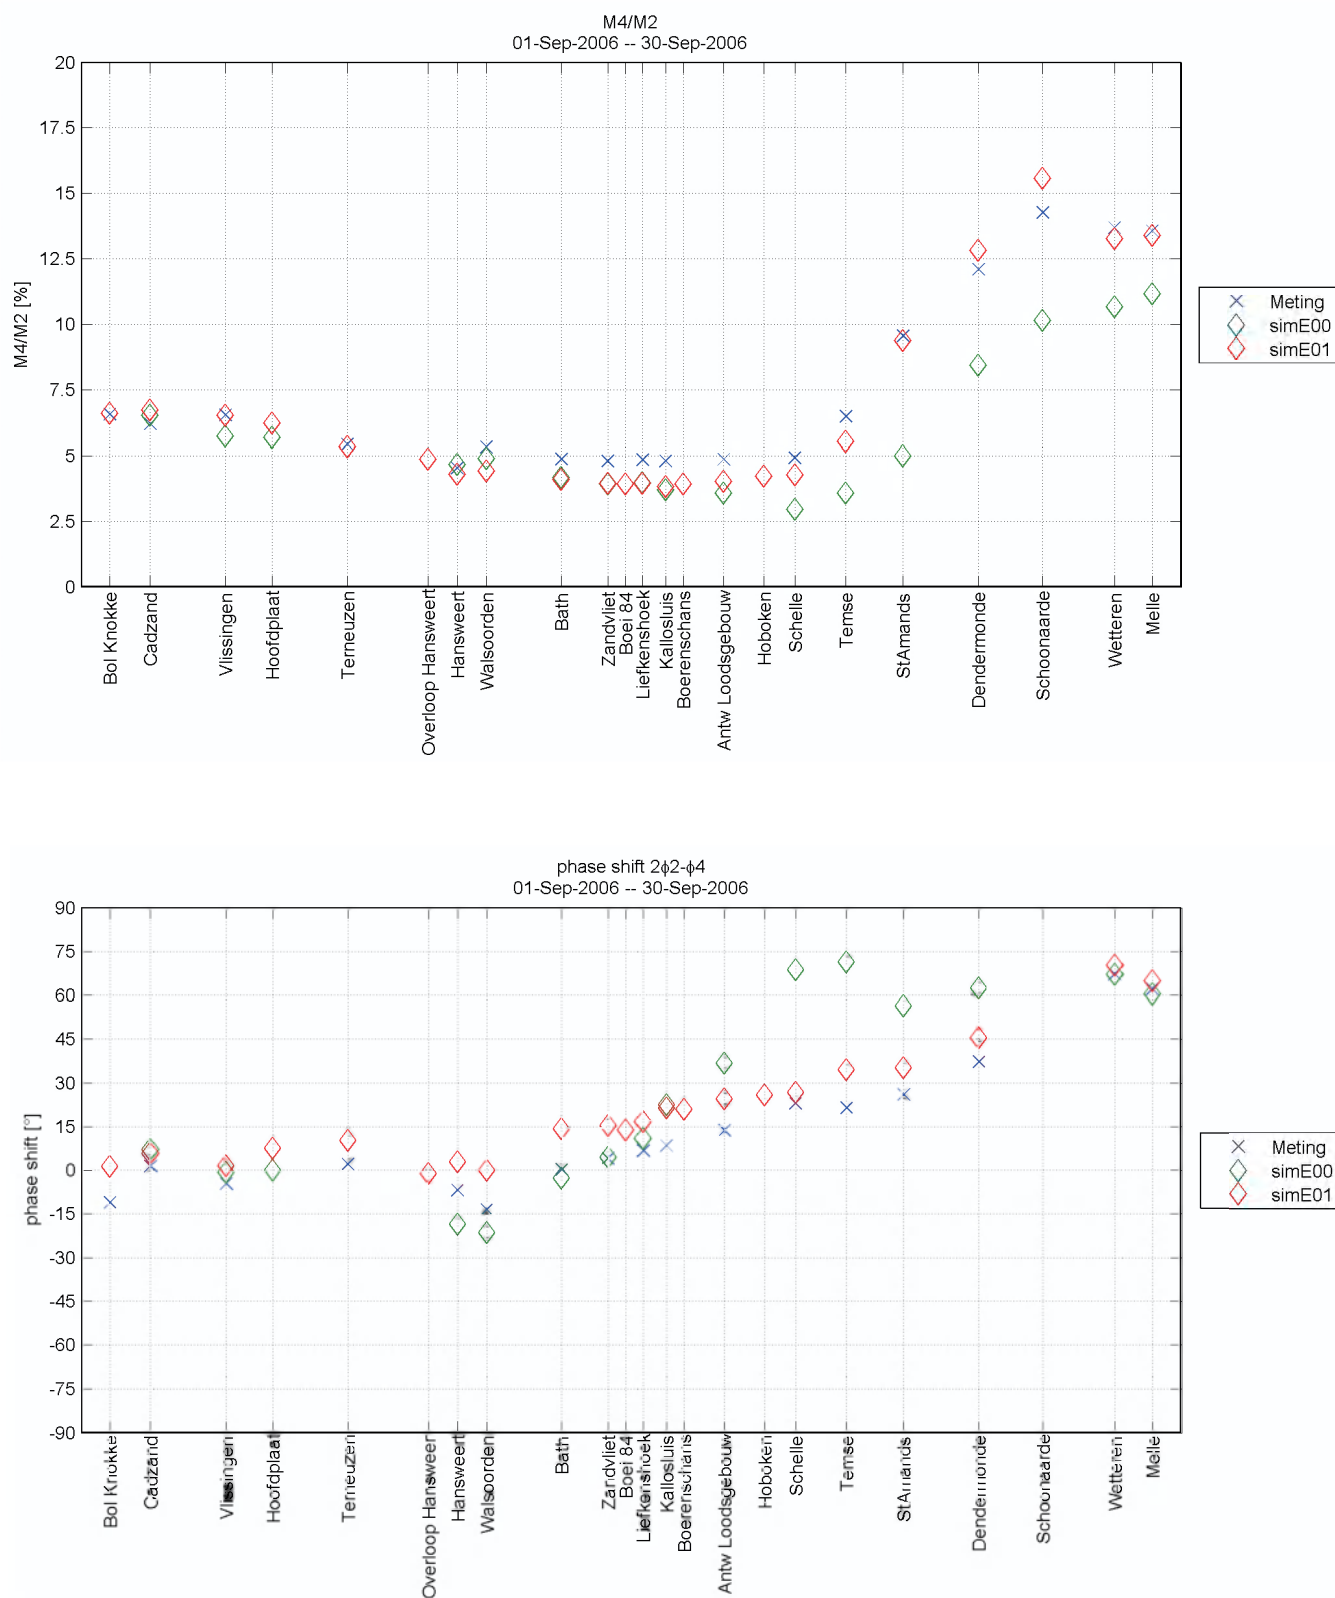 M4/M2
01-Sep-2006 -- 30-Sep-2006
20
17.5
15
12.5
10
7.5
5
2.5
0
M4/M2 [%]
Bol Knokke
Cadzand
Vlissingen
Hoofdplaat
Terneuzen
Overloop Hansweert
Hansweert
Walsoorden
Bath
Zandvliet
Boei 84
Liefkenshoek
Kallosluis
Boerenschans
Antw Loodsgebouw
Hoboken
Schelle
Temse
StAmands
Dendermonde
Schoonaarde
Wetteren
Melle
Meting
simE00
simE01
phase shift 2ϕ2-ϕ4
01-Sep-2006 -- 30-Sep-2006
90
75
60
45
30
15
0
-15
-30
-45
-60
-75
-90
phase shift [°]
Bol Knokke
Cadzand
Vlissingen
Hoofdplaat
Terneuzen
Overloop Hansweert
Hansweert
Walsoorden
Bath
Zandvliet
Boei 84
Liefkenshoek
Kallosluis
Boerenschans
Antw Loodsgebouw
Hoboken
Schelle
Temse
StAmands
Dendermonde
Schoonaarde
Wetteren
Melle
Meting
simE00
simE01